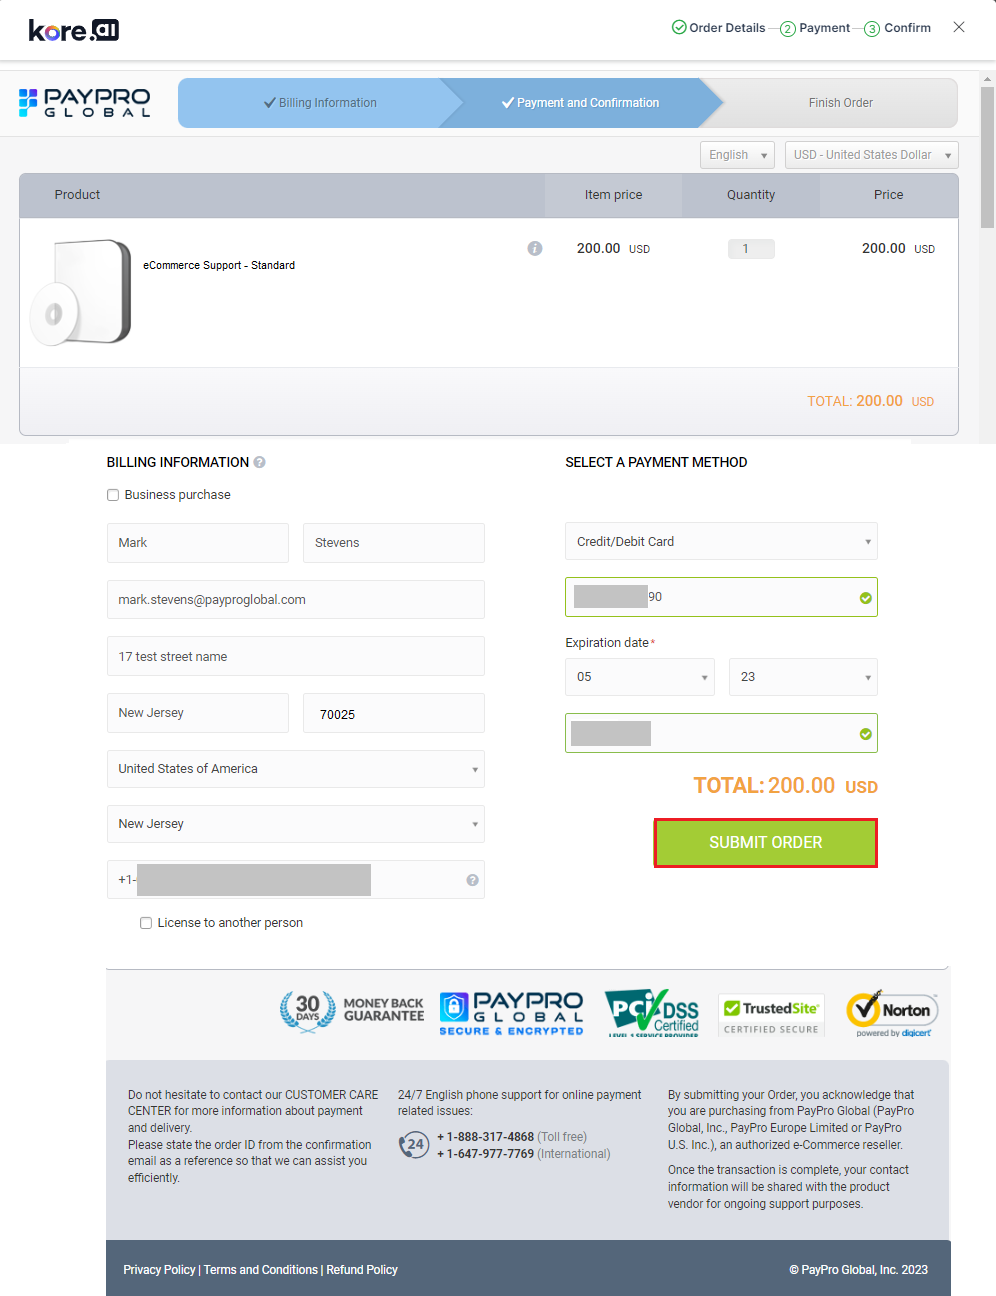 kore.ai
Order Details 2 Payment 3 Confirm
PAYPRO GLOBAL
Billing Information
Payment and Confirmation
Finish Order
English
USD - United States Dollar
Product Item price Quantity Price
eCommerce Support - Standard
200.00 USD
1
200.00 USD
TOTAL: 200.00 USD
BILLING INFORMATION ?
Business purchase
Mark
Stevens
mark.stevens@payproglobal.com
17 test street name
New Jersey
70025
United States of America
New Jersey
+1-
?
License to another person
SELECT A PAYMENT METHOD
Credit/Debit Card
90
Expiration date*
05
23
TOTAL: 200.00 USD
SUBMIT ORDER
30 DAYS
MONEY BACK
GUARANTEE
PAYPRO
GLOBAL
SECURE & ENCRYPTED
PCI DSS
Certified
LEVEL 1 SERVICE PROVIDER
TrustedSite
CERTIFIED SECURE
Norton
powered by digicert
Do not hesitate to contact our CUSTOMER CARE
CENTER for more information about payment
and delivery.
Please state the order ID from the confirmation
email as a reference so that we can assist you
efficiently.
24/7 English phone support for online payment
related issues:
24
+ 1-888-317-4868 (Toll free)
+ 1-647-977-7769 (International)
By submitting your Order, you acknowledge that
you are purchasing from PayPro Global (PayPro
Global, Inc., PayPro Europe Limited or PayPro
U.S. Inc.), an authorized e-Commerce reseller.
Once the transaction is complete, your contact
information will be shared with the product
vendor for ongoing support purposes.
Privacy Policy | Terms and Conditions | Refund Policy
© PayPro Global, Inc. 2023